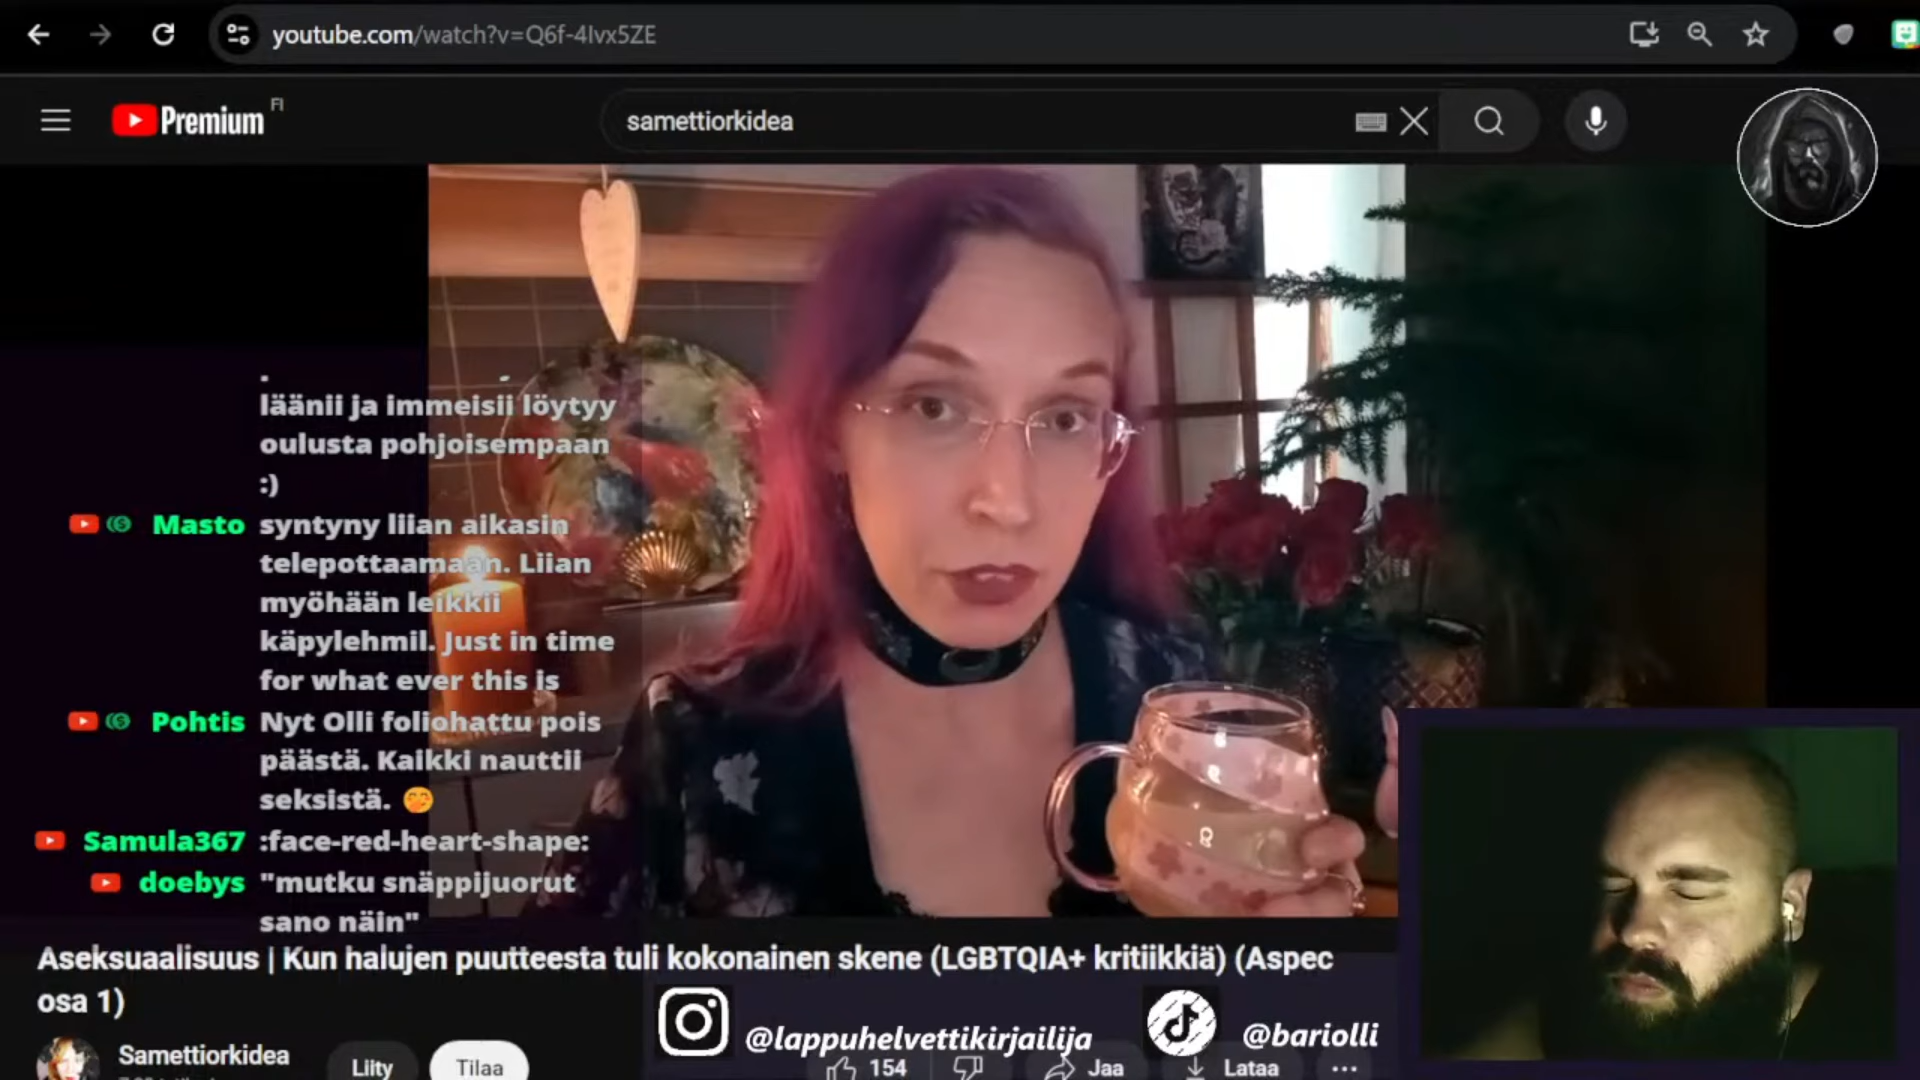 youtube.com/watch?v=Q6f-4lvx5ZE
Premium
FI
samettiorkidea
läänii ja immeisii löytyy
oulusta pohjoisempaan
:)
Masto syntyny liian aikasin
telepottaamaan. Liian
myöhään leikkii
käpylehmil. Just in time
for what ever this is
Pohtis Nyt Olli foliohattu pois
päästä. Kaikki nauttii
seksistä.
Samula367 :face-red-heart-shape:
doebys "mutku snäppijuorut
sano näin"
Aseksuaalisuus | Kun halujen puutteesta tuli kokonainen skene (LGBTQIA+ kritiikkiä) (Aspec
osa 1)
@lappuhelvettikirjailija
@bariolli
Samettiorkidea
Liity
Tilaa
154
Jaa
Lataa